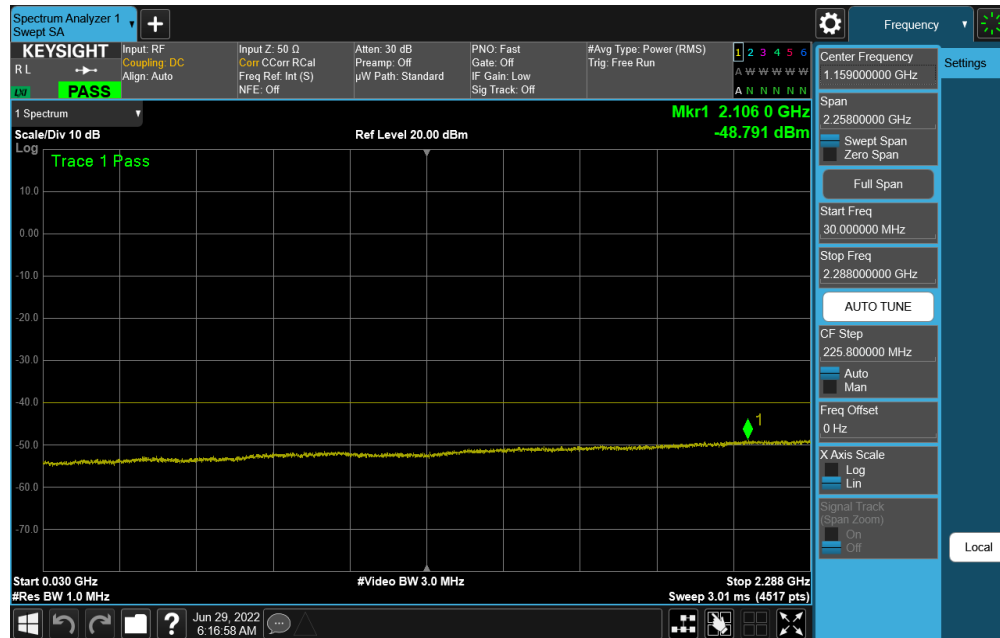 Spectrum Analyzer 1
Swept SA
+
Frequency
KEYSIGHT
R L
LXI
PASS
Input: RF
Coupling: DC
Align: Auto
Input Z: 50 Ω
Corr CCorr RCal
Freq Ref: Int (S)
NFE: Off
Atten: 30 dB
Preamp: Off
µW Path: Standard
PNO: Fast
Gate: Off
IF Gain: Low
Sig Track: Off
#Avg Type: Power (RMS)
Trig: Free Run
1 2 3 4 5 6
A W W W W W
A N N N N N
1 Spectrum
Scale/Div 10 dB
Ref Level 20.00 dBm
Mkr1 2.106 0 GHz
-48.791 dBm
Log
Trace 1 Pass
10.0
0.00
-10.0
-20.0
-30.0
-40.0
-50.0
-60.0
-70.0
1
Start 0.030 GHz
#Video BW 3.0 MHz
Stop 2.288 GHz
#Res BW 1.0 MHz
Sweep 3.01 ms (4517 pts)
Center Frequency
1.159000000 GHz
Settings
Span
2.25800000 GHz
Swept Span
Zero Span
Full Span
Start Freq
30.000000 MHz
Stop Freq
2.288000000 GHz
AUTO TUNE
CF Step
225.800000 MHz
Auto
Man
Freq Offset
0 Hz
X Axis Scale
Log
Lin
Signal Track
(Span Zoom)
On
Off
Local
?
Jun 29, 2022
6:16:58 AM